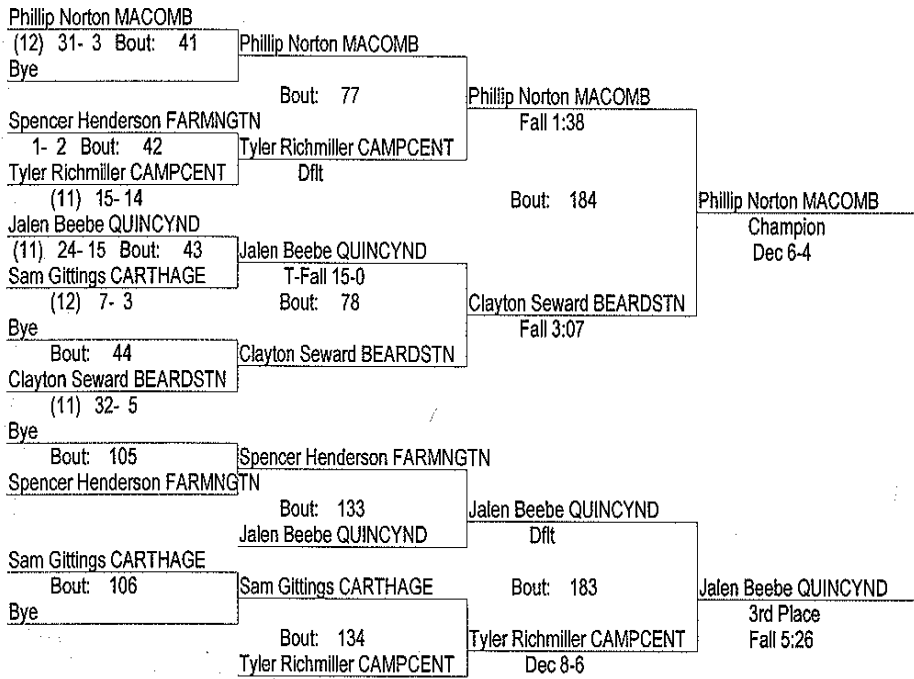 Phillip Norton MACOMB
(12) 31- 3 Bout: 41
Phillip Norton MACOMB
Bye
Bout: 77
Phillip Norton MACOMB
Spencer Henderson FARMNGTN
Fall 1:38
1- 2 Bout: 42
Tyler Richmiller CAMPCENT
Tyler Richmiller CAMPCENT
Dflt
(11) 15- 14
Bout: 184
Phillip Norton MACOMB
Jalen Beebe QUINCYND
Champion
(11) 24- 15 Bout: 43
Jalen Beebe QUINCYND
Dec 6-4
Sam Gittings CARTHAGE
T-Fall 15-0
(12) 7- 3
Bout: 78
Clayton Seward BEARDSTN
Bye
Fall 3:07
Bout: 44
Clayton Seward BEARDSTN
Clayton Seward BEARDSTN
(11) 32- 5
Bye
Bout: 105
Spencer Henderson FARMNGTN
Spencer Henderson FARMNGTN
Bout: 133
Jalen Beebe QUINCYND
Jalen Beebe QUINCYND
Dflt
Sam Gittings CARTHAGE
Bout: 106
Sam Gittings CARTHAGE
Bout: 183
Jalen Beebe QUINCYND
Bye
3rd Place
Bout: 134
Tyler Richmiller CAMPCENT
Fall 5:26
Tyler Richmiller CAMPCENT
Dec 8-6